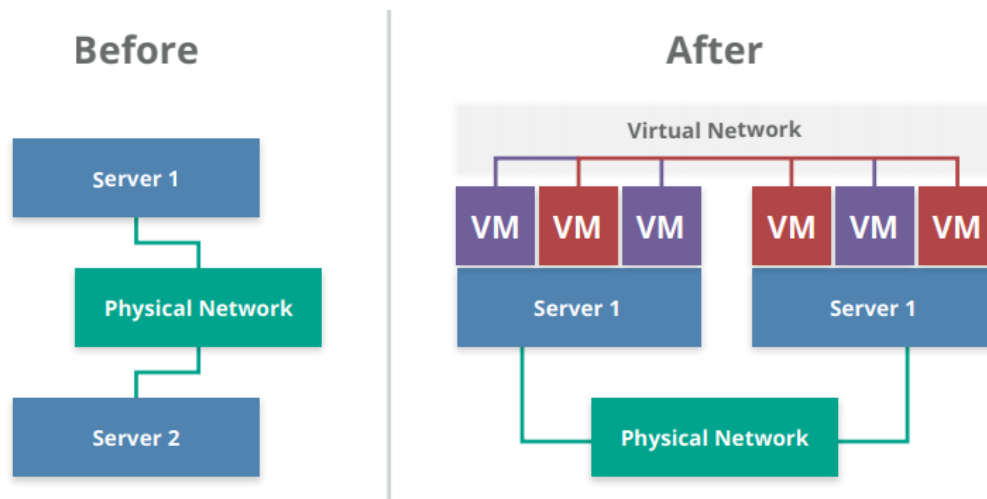 Before
Server 1
Physical Network
Server 2
After
Virtual Network
VM VM VM VM VM VM
Server 1 Server 1
Physical Network